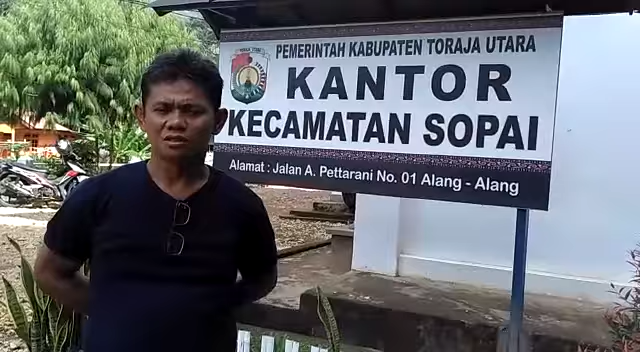 PEMERINTAH KABUPATEN TORAJA UTARA
KANTOR
KECAMATAN SOPAI
Alamat : Jalan A. Pettarani No. 01 Alang - Alang